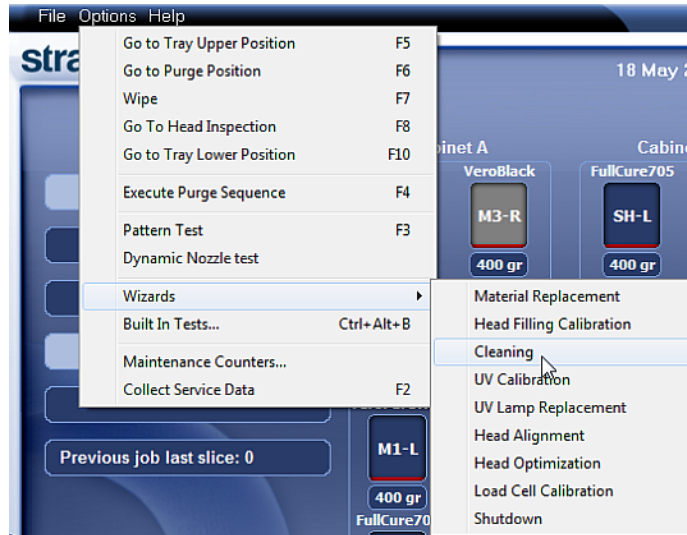 File Options Help
stra
18 May 2
Go to Tray Upper Position F5
Go to Purge Position F6
Wipe F7
Go To Head Inspection F8
Go to Tray Lower Position F10
Execute Purge Sequence F4
Pattern Test F3
Dynamic Nozzle test
Wizards
Built In Tests... Ctrl+Alt+B
Maintenance Counters...
Collect Service Data F2
inet A
Cabine
VeroBlack
FullCure705
M3-R
SH-L
400 gr
400 gr
Material Replacement
Head Filling Calibration
Cleaning
UV Calibration
UV Lamp Replacement
Head Alignment
Head Optimization
Load Cell Calibration
Shutdown
Previous job last slice: 0
M1-L
400 gr
FullCure70